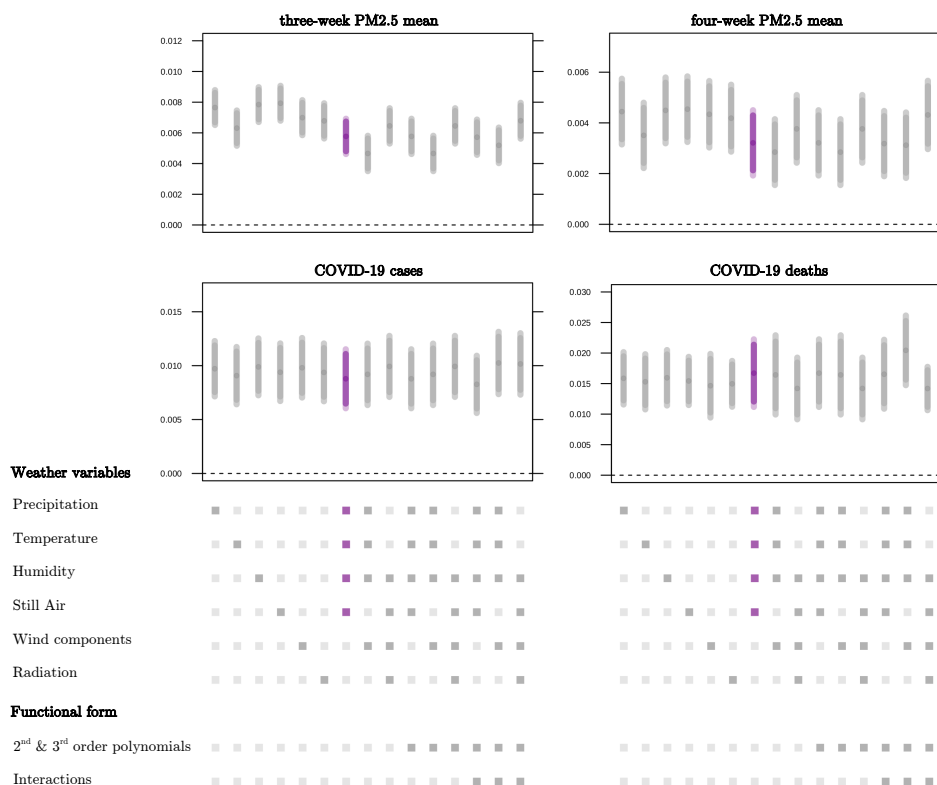 three-week PM2.5 mean
four-week PM2.5 mean
0.012
0.010
0.008
0.006
0.004
0.002
0.000
0.006
0.004
0.002
0.000
COVID-19 cases
COVID-19 deaths
0.015
0.010
0.005
0.000
0.030
0.025
0.020
0.015
0.010
0.005
0.000
Weather variables
Precipitation
Temperature
Humidity
Still Air
Wind components
Radiation
Functional form
2nd & 3rd order polynomials
Interactions